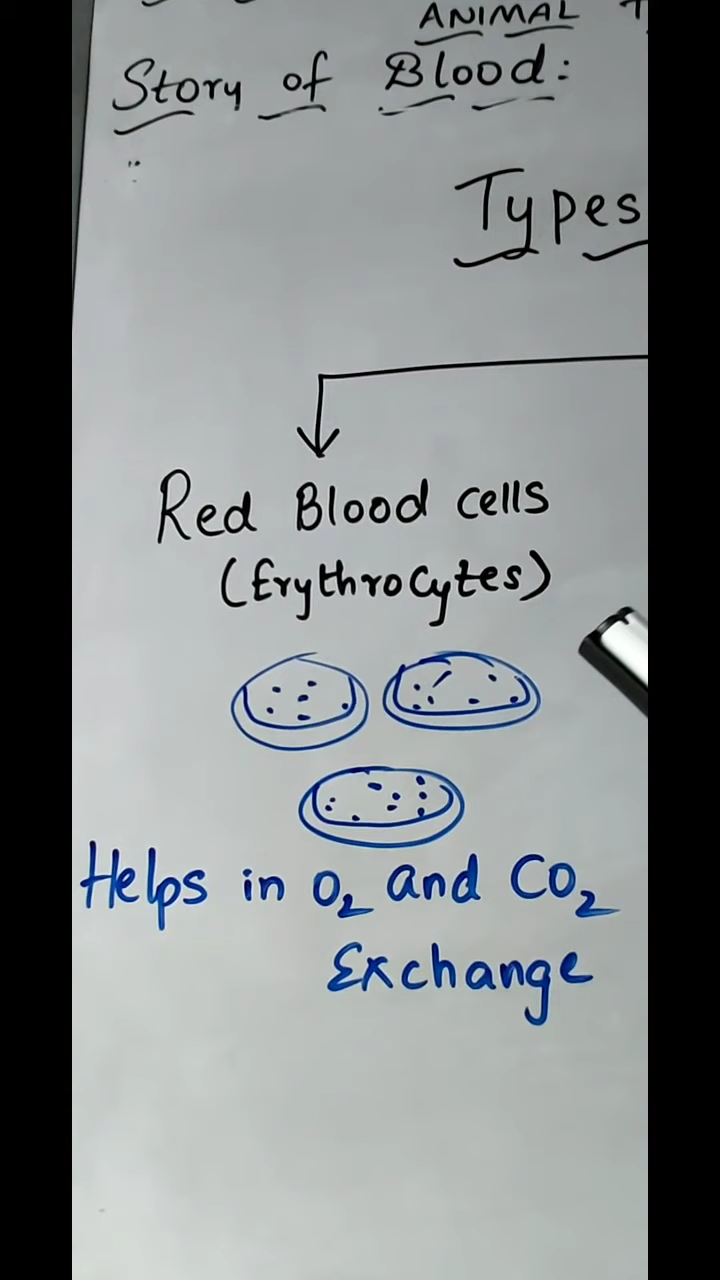 ANIMAL
Story of Blood:
Types
Red Blood cells
(Erythrocytes)
Helps in O₂ and CO₂
Exchange